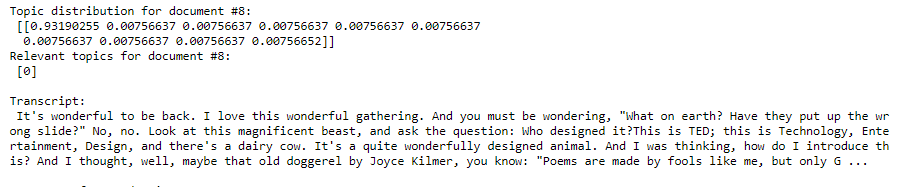 Topic distribution for document #8:
[[0.93190255 0.00756637 0.00756637 0.00756637 0.00756637 0.00756637
0.00756637 0.00756637 0.00756637 0.00756652]]
Relevant topics for document #8:
[0]
Transcript:
It's wonderful to be back. I love this wonderful gathering. And you must be wondering, "What on earth? Have they put up the wr
ong slide?" No, no. Look at this magnificent beast, and ask the question: Who designed it?This is TED; this is Technology, Ente
rtainment, Design, and there's a dairy cow. It's a quite wonderfully designed animal. And I was thinking, how do I introduce th
is? And I thought, well, maybe that old doggerel by Joyce Kilmer, you know: "Poems are made by fools like me, but only G ...